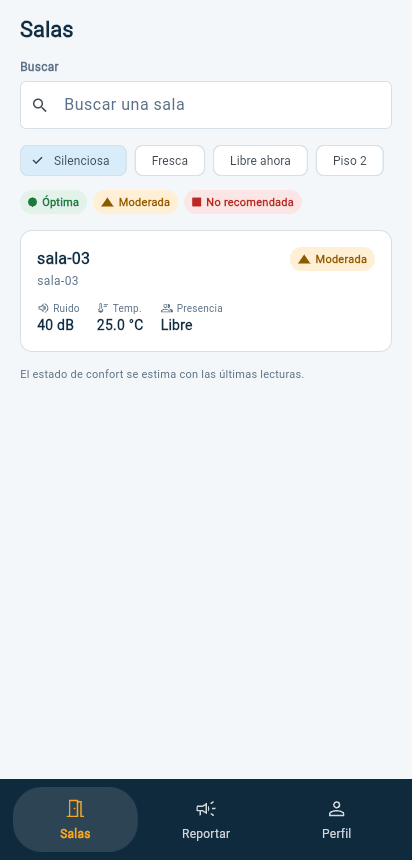 Salas
Buscar
Buscar una sala
Silenciosa Fresca Libre ahora Piso 2
Óptima Moderada No recomendada
sala-03 Moderada
sala-03
Ruido Temp. Presencia
40 dB 25.0 °C Libre
El estado de confort se estima con las últimas lecturas.
Salas Reportar Perfil